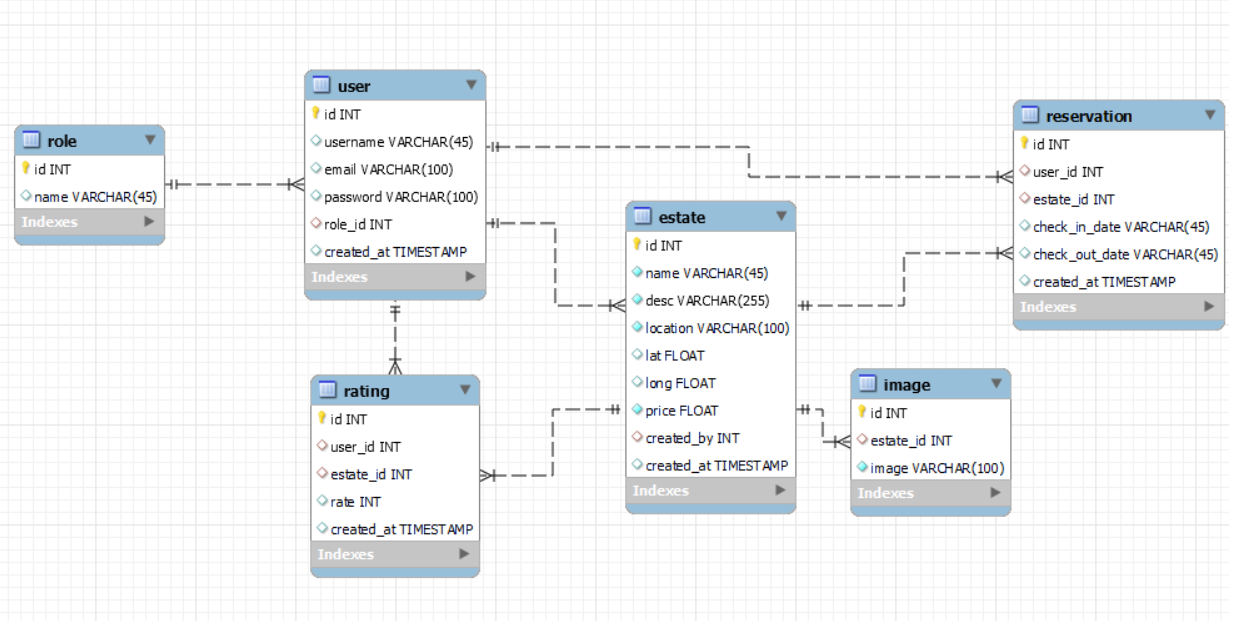 role
id INT
name VARCHAR(45)
Indexes
user
id INT
username VARCHAR(45)
email VARCHAR(100)
password VARCHAR(100)
role_id INT
created_at TIMESTAMP
Indexes
rating
id INT
user_id INT
estate_id INT
rate INT
created_at TIMESTAMP
Indexes
estate
id INT
name VARCHAR(45)
desc VARCHAR(255)
location VARCHAR(100)
lat FLOAT
long FLOAT
price FLOAT
created_by INT
created_at TIMESTAMP
Indexes
reservation
id INT
user_id INT
estate_id INT
check_in_date VARCHAR(45)
check_out_date VARCHAR(45)
created_at TIMESTAMP
Indexes
image
id INT
estate_id INT
image VARCHAR(100)
Indexes